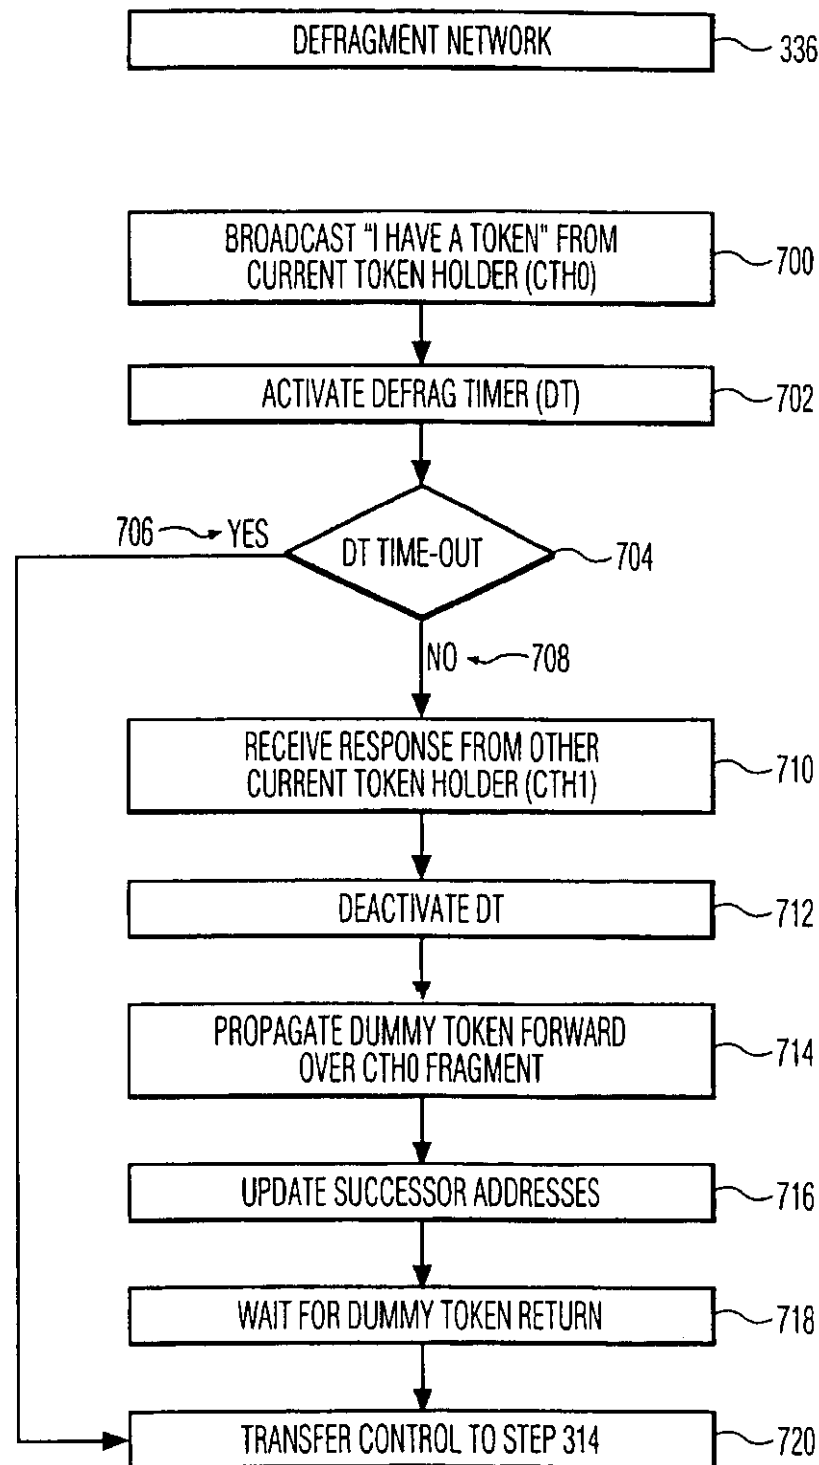 DEFRAGMENT NETWORK
336
BROADCAST "I HAVE A TOKEN" FROM
CURRENT TOKEN HOLDER (CTH0)
700
ACTIVATE DEFRAG TIMER (DT)
702
706
YES
DT TIME-OUT
704
NO
708
RECEIVE RESPONSE FROM OTHER
CURRENT TOKEN HOLDER (CTH1)
710
DEACTIVATE DT
712
PROPAGATE DUMMY TOKEN FORWARD
OVER CTH0 FRAGMENT
714
UPDATE SUCCESSOR ADDRESSES
716
WAIT FOR DUMMY TOKEN RETURN
718
TRANSFER CONTROL TO STEP 314
720